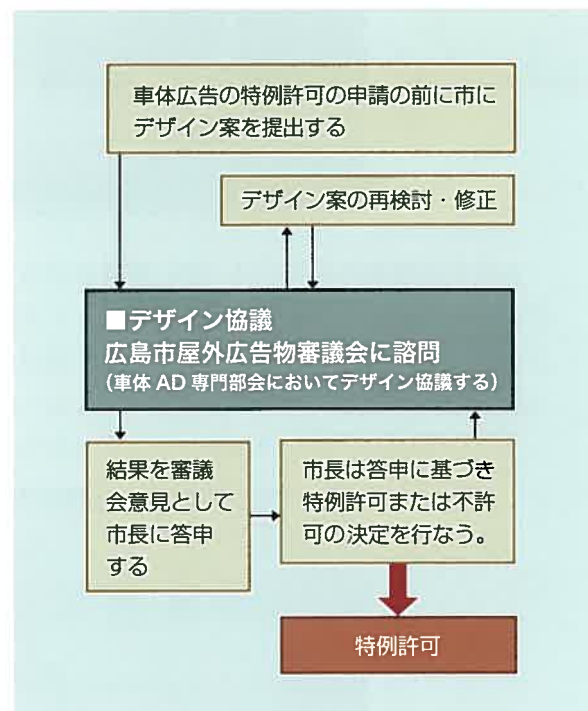 車体広告の特例許可の申請の前に市に
デザイン案を提出する
デザイン案の再検討・修正
■デザイン協議
広島市屋外広告物審議会に諮問
(車体 AD 専門部会においてデザイン協議する)
結果を審議
会意見として
市長に答申
する
市長は答申に基づき
特例許可または不許
可の決定を行なう。
特例許可